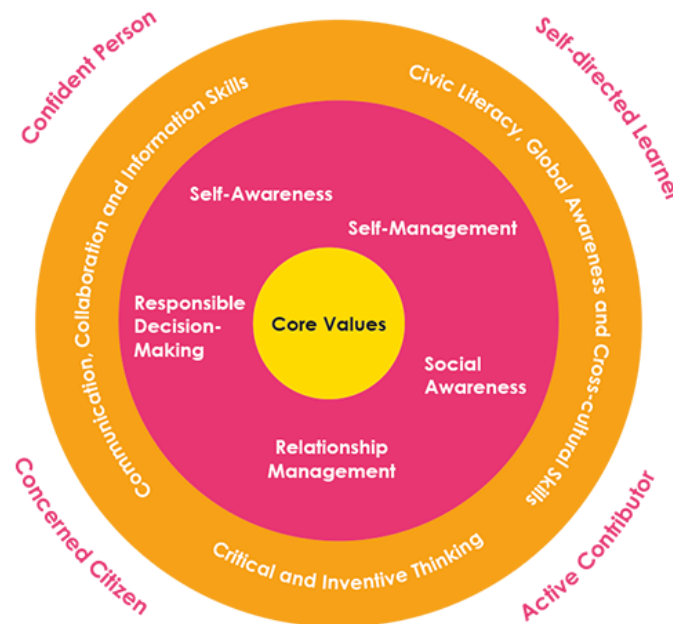 Confident Person
Self-directed Learner
Communication, Collaboration and Information Skills
Civic Literacy, Global Awareness and Cross-cultural Skills
Self-Awareness
Self-Management
Responsible
Decision-
Making
Core Values
Social
Awareness
Relationship
Management
Critical and Inventive Thinking
Concerned Citizen
Active Contributor